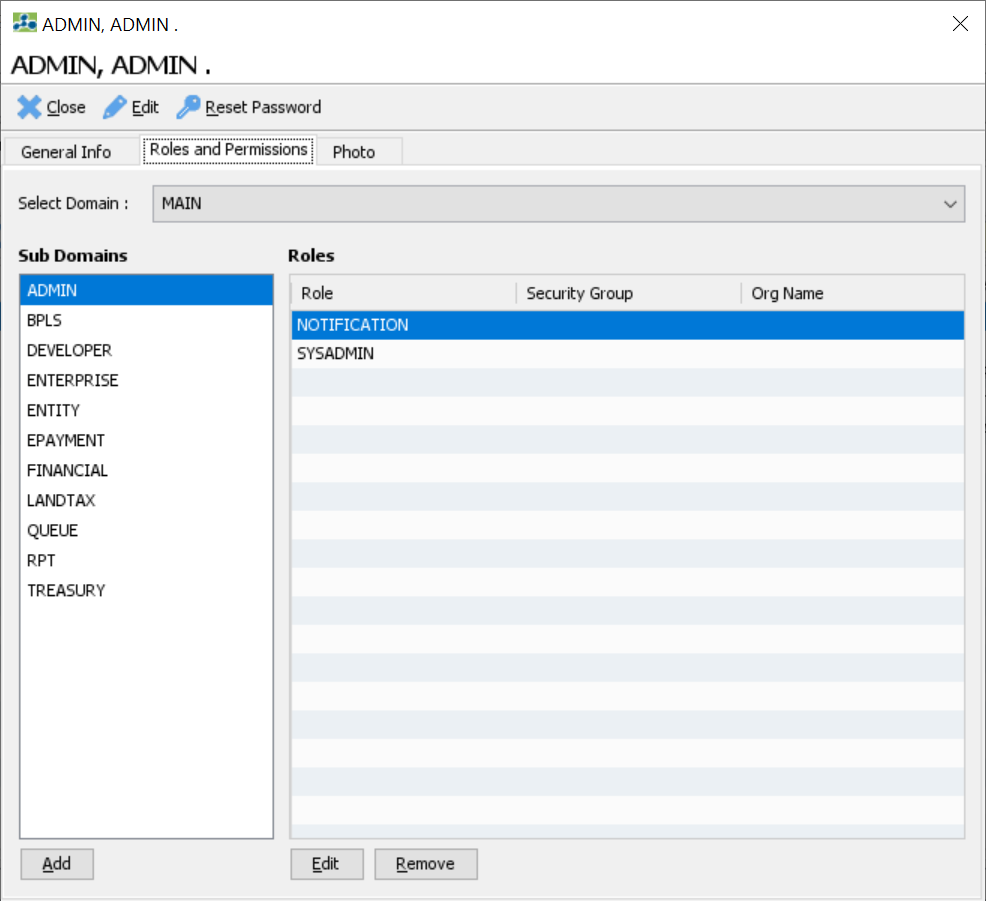 ADMIN, ADMIN .
ADMIN, ADMIN .
Close Edit Reset Password
General Info Roles and Permissions Photo
Select Domain : MAIN
Sub Domains
ADMIN
BPLS
DEVELOPER
ENTERPRISE
ENTITY
EPAYMENT
FINANCIAL
LANDTAX
QUEUE
RPT
TREASURY
Add
Roles
Role Security Group Org Name
NOTIFICATION
SYSADMIN
Edit Remove